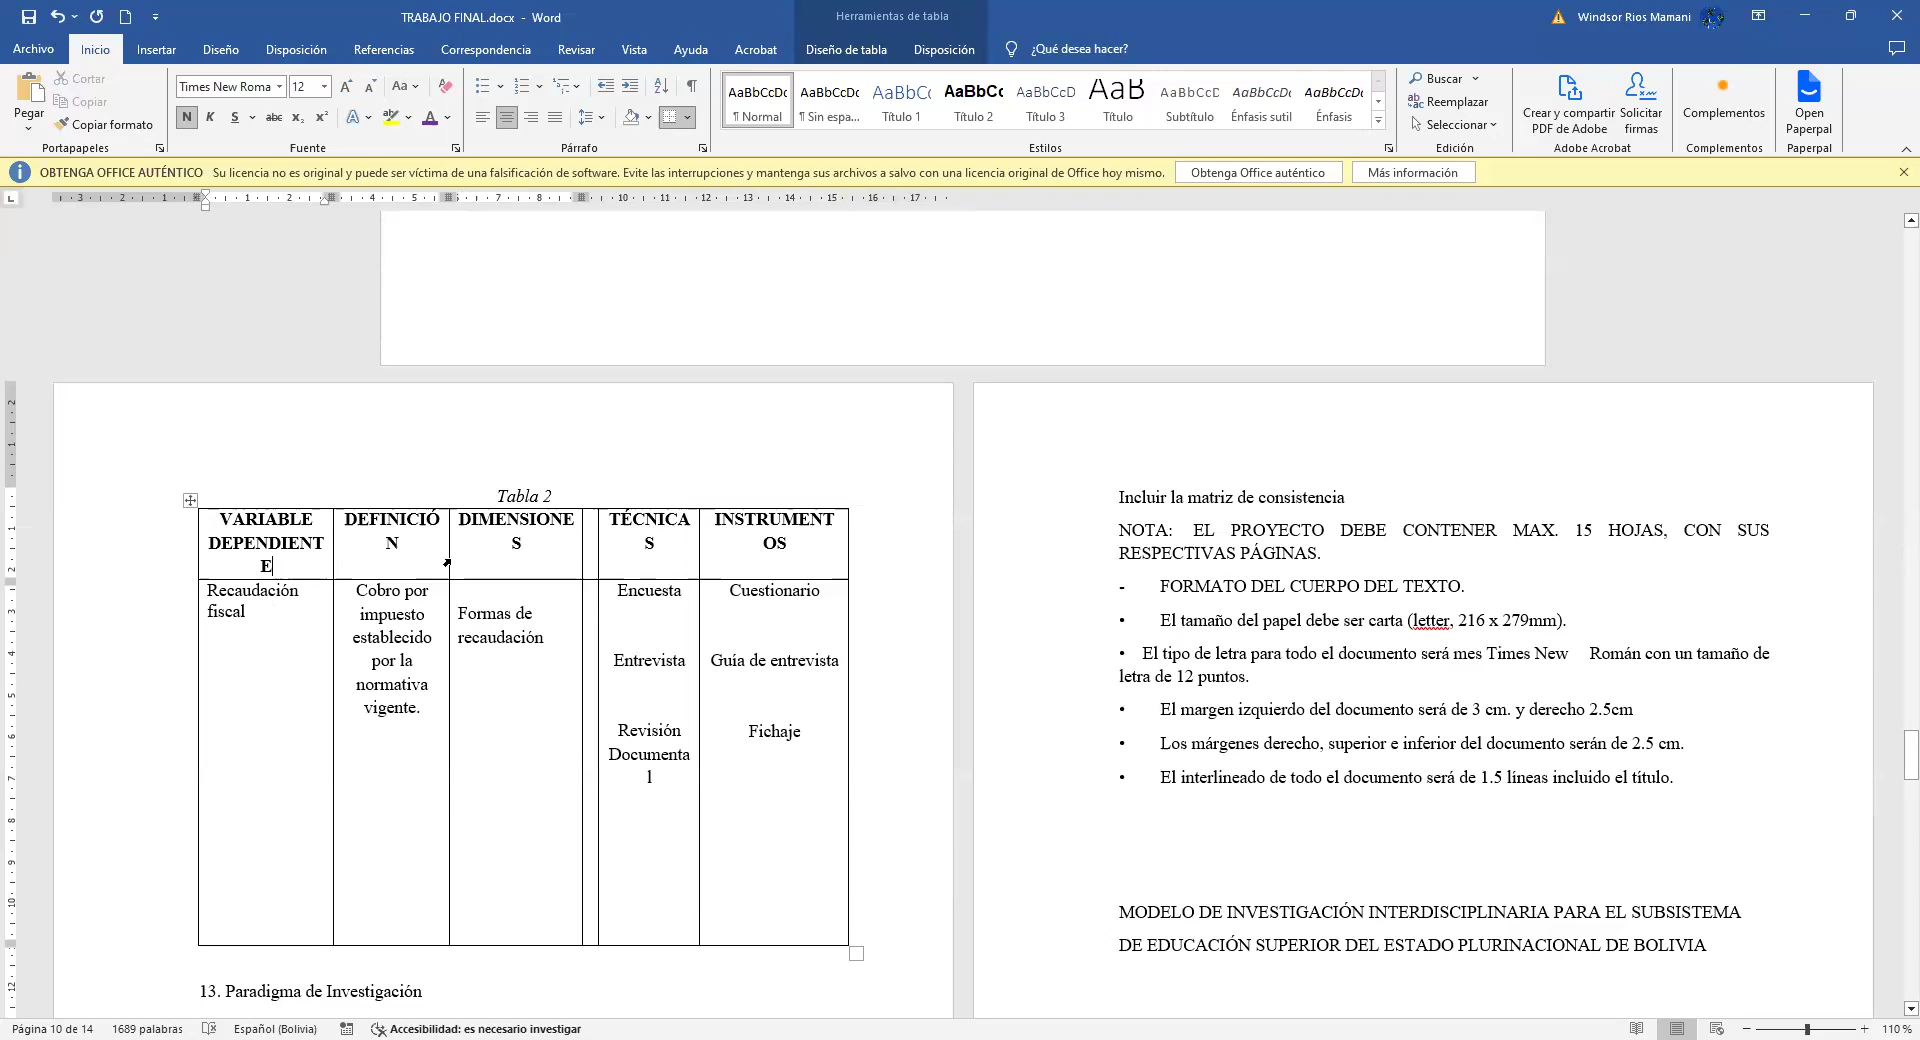 TRABAJO FINAL.docx - Word
Herramientas de tabla
Windsor Rios Mamani
Archivo
Inicio
Insertar
Diseño
Disposición
Referencias
Correspondencia
Revisar
Vista
Ayuda
Acrobat
Diseño de tabla
Disposición
¿Qué desea hacer?
Pegar
Cortar
Copiar
Copiar formato
Portapapeles
Times New Roma
12
Fuente
Párrafo
AaBbCcDc
¶ Normal
AaBbCcDc
¶ Sin espa...
AaBbCc
Título 1
AaBbCc
Título 2
AaBbCcD
Título 3
AaB
Título
AaBbCcD
Subtítulo
AaBbCcDc
Énfasis sutil
AaBbCcDc
Énfasis
Estilos
Buscar
Reemplazar
Seleccionar
Edición
Crear y compartir
PDF de Adobe
Solicitar
firmas
Adobe Acrobat
Complementos
Complementos
Open
Paperpal
Paperpal
OBTENGA OFFICE AUTÉNTICO Su licencia no es original y puede ser víctima de una falsificación de software. Evite las interrupciones y mantenga sus archivos a salvo con una licencia original de Office hoy mismo.
Obtenga Office auténtico
Más información
Tabla 2
VARIABLE
DEPENDIENT
E
DEFINICIÓ
N
DIMENSIONE
S
TÉCNICA
S
INSTRUMENT
OS
Recaudación
fiscal
Cobro por
impuesto
establecido
por la
normativa
vigente.
Formas de
recaudación
Encuesta
Entrevista
Revisión
Documenta
l
Cuestionario
Guía de entrevista
Fichaje
13. Paradigma de Investigación
Incluir la matriz de consistencia
NOTA: EL PROYECTO DEBE CONTENER MAX. 15 HOJAS, CON SUS
RESPECTIVAS PÁGINAS.
- FORMATO DEL CUERPO DEL TEXTO.
• El tamaño del papel debe ser carta (letter, 216 x 279mm).
• El tipo de letra para todo el documento será mes Times New Román con un tamaño de
letra de 12 puntos.
• El margen izquierdo del documento será de 3 cm. y derecho 2.5cm
• Los márgenes derecho, superior e inferior del documento serán de 2.5 cm.
• El interlineado de todo el documento será de 1.5 líneas incluido el título.
MODELO DE INVESTIGACIÓN INTERDISCIPLINARIA PARA EL SUBSISTEMA
DE EDUCACIÓN SUPERIOR DEL ESTADO PLURINACIONAL DE BOLIVIA
Página 10 de 14
1689 palabras
Español (Bolivia)
Accesibilidad: es necesario investigar
110 %